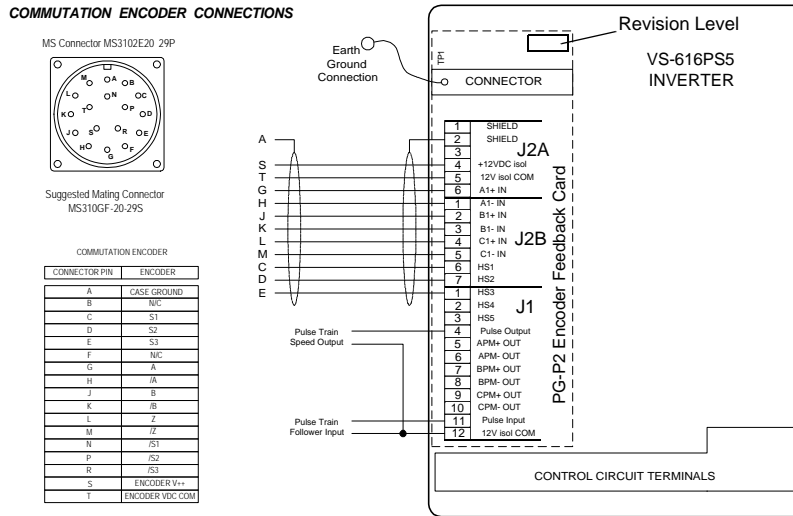 COMMUTATION ENCODER CONNECTIONS
MS Connector MS3102E20 29P
M
A
B
L
N
C
K
T
P
D
J
S
R
E
H
G
F
Suggested Mating Connector
MS310GF-20-29S
COMMUTATION ENCODER
CONNECTOR PIN ENCODER
A CASE GROUND
B N/C
C S1
D S2
E S3
F N/C
G A
H /A
J B
K /B
L Z
M /Z
N /S1
P /S2
R /S3
S ENCODER V++
T ENCODER VDC COM
Earth
Ground
Connection
TP1
CONNECTOR
Revision Level
VS-616PS5
INVERTER
A
S
T
G
H
J
K
L
M
C
D
E
1 SHIELD
2 SHIELD
3
J2A
4 +12VDC isol
5 12V isol COM
6 A1+ IN
1 A1- IN
2 B1+ IN
3 B1- IN
4 C1+ IN
J2B
5 C1- IN
6 HS1
7 HS2
1 HS3
2 HS4
J1
3 HS5
4 Pulse Output
5 APM+ OUT
6 APM- OUT
7 BPM+ OUT
8 BPM- OUT
9 CPM+ OUT
10 CPM- OUT
11 Pulse Input
12 12V isol COM
PG-P2 Encoder Feedback Card
Pulse Train
Speed Output
Pulse Train
Follower Input
CONTROL CIRCUIT TERMINALS